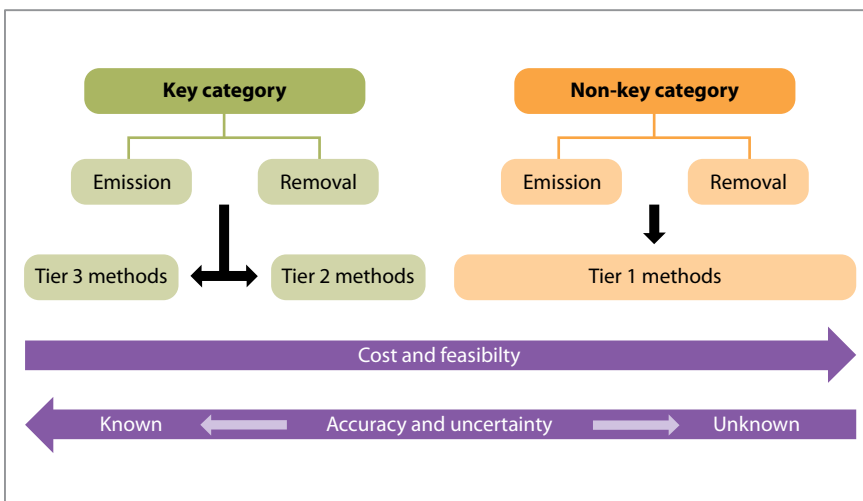 Key category
Non-key category
Emission
Removal
Emission
Removal
Tier 3 methods
Tier 2 methods
Tier 1 methods
Cost and feasibilty
Known
Accuracy and uncertainty
Unknown